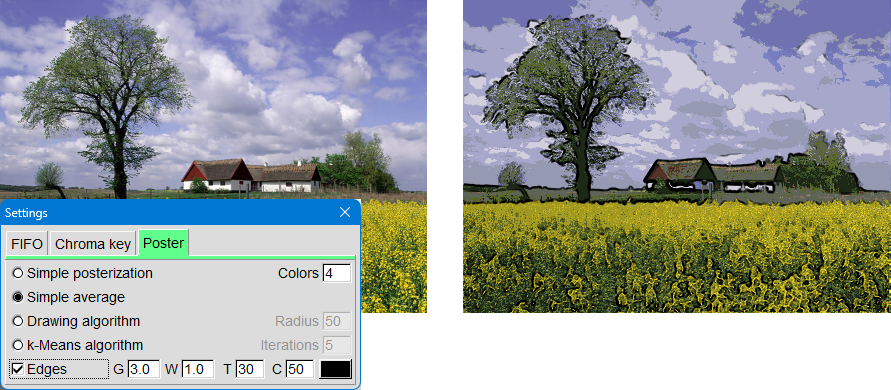 Settings
FIFO Chroma key Poster
Simple posterization Colors 4
Simple average
Drawing algorithm Radius 50
k-Means algorithm Iterations 5
Edges G 3.0 W 1.0 T 30 C 50